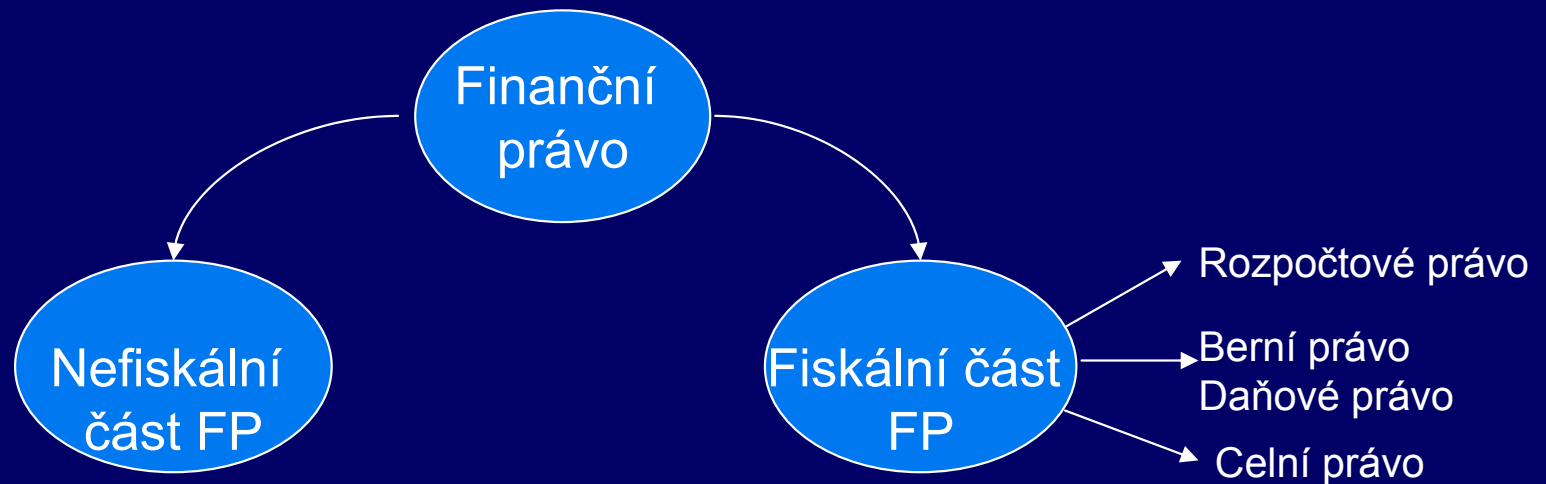 Finanční
právo
Nefiskální
část FP
Fiskální část
FP
Rozpočtové právo
Berní právo
Daňové právo
Celní právo